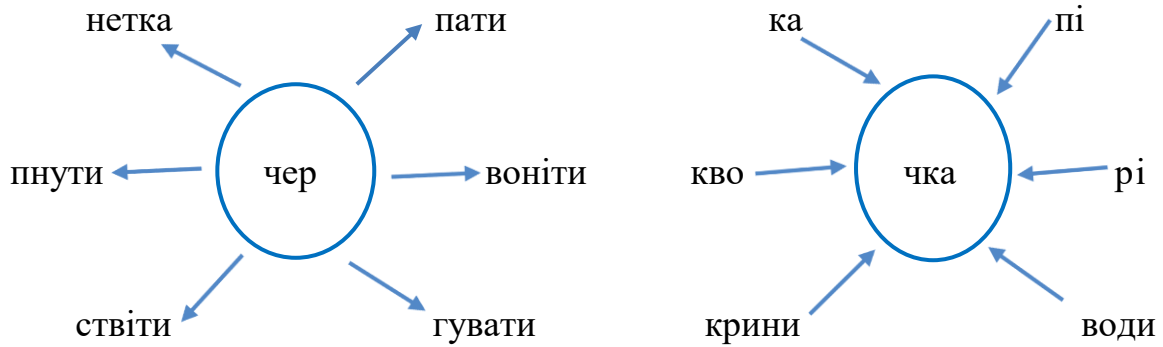 нетка пати
пнути чер воніти
ствіти гувати
ка пі
кво чка рі
крини води